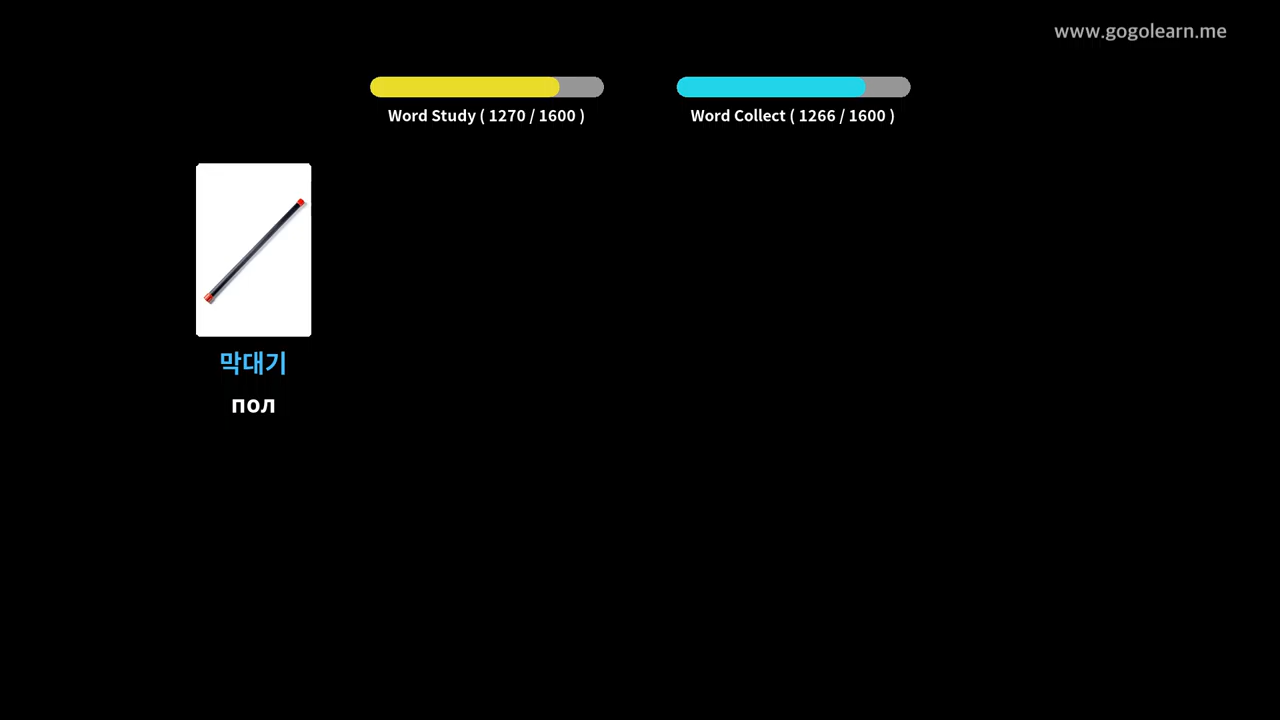 www.gogolearn.me
Word Study ( 1270 / 1600 )
Word Collect ( 1266 / 1600 )
막대기
пол